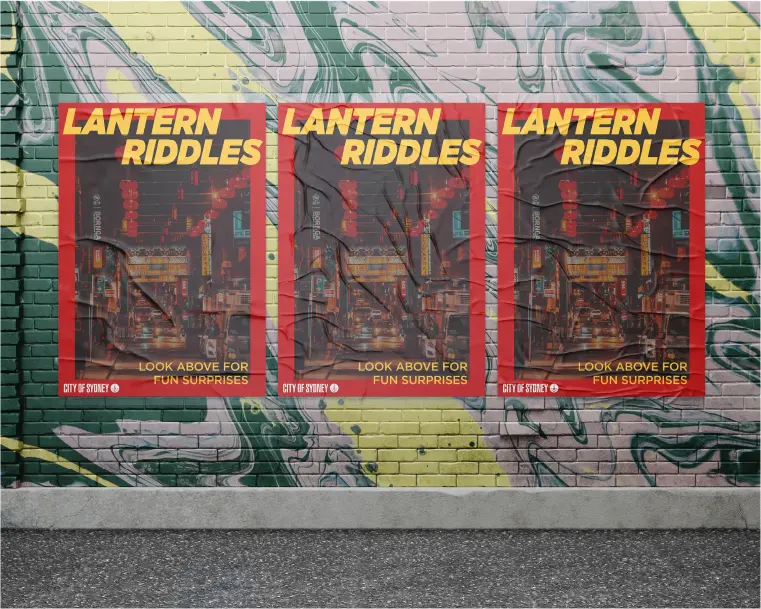 LANTERN
RIDDLES
LOOK ABOVE FOR
FUN SURPRISES
CITY OF SYDNEY
LANTERN
RIDDLES
LOOK ABOVE FOR
FUN SURPRISES
CITY OF SYDNEY
LANTERN
RIDDLES
LOOK ABOVE FOR
FUN SURPRISES
CITY OF SYDNEY